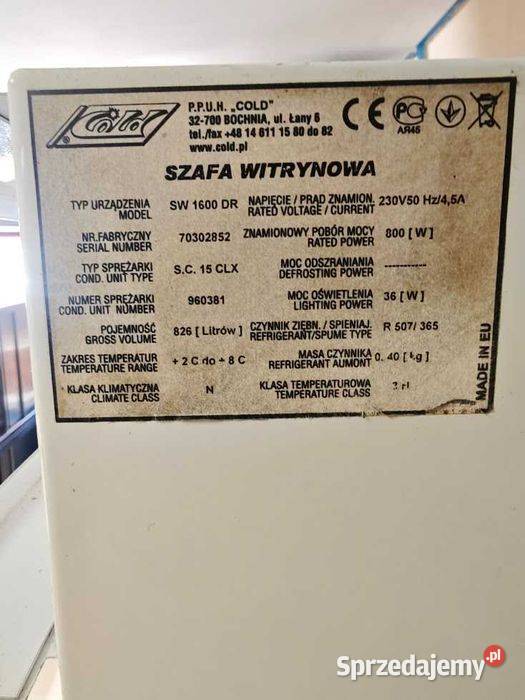 COLD
P.P.U.H. „COLD"
32-700 BOCHNIA, ul. Łany 6
tel./fax +48 14 611 15 80 do 82
www.cold.pl
CE EAC PC
АЯ45
SZAFA WITRYNOWA
TYP URZĄDZENIA
MODEL
SW 1600 DR
NAPIĘCIE / PRĄD ZNAMION.
RATED VOLTAGE / CURRENT
230V50 Hz/4,5A
NR.FABRYCZNY
SERIAL NUMBER
70302852
ZNAMIONOWY POBÓR MOCY
RATED POWER
800 [ W ]
TYP SPRĘŻARKI
COND. UNIT TYPE
S.C. 15 CLX
MOC ODSZRANIANIA
DEFROSTING POWER
----------
NUMER SPRĘŻARKI
COND. UNIT NUMBER
960381
MOC OŚWIETLENIA
LIGHTING POWER
36 [ W ]
POJEMNOŚĆ
GROSS VOLUME
826 [ Litrów ]
CZYNNIK ZIĘBN. / SPIENIAJ.
REFRIGERANT/SPUME TYPE
R 507/ 365
ZAKRES TEMPERATUR
TEMPERATURE RANGE
+ 2 C do + 8 C
MASA CZYNNIKA
REFRIGERANT AUMONT
0. 40 [ kg ]
KLASA KLIMATYCZNA
CLIMATE CLASS
N
KLASA TEMPERATUROWA
TEMPERATURE CLASS
MADE IN EU
Sprzedajemy.pl